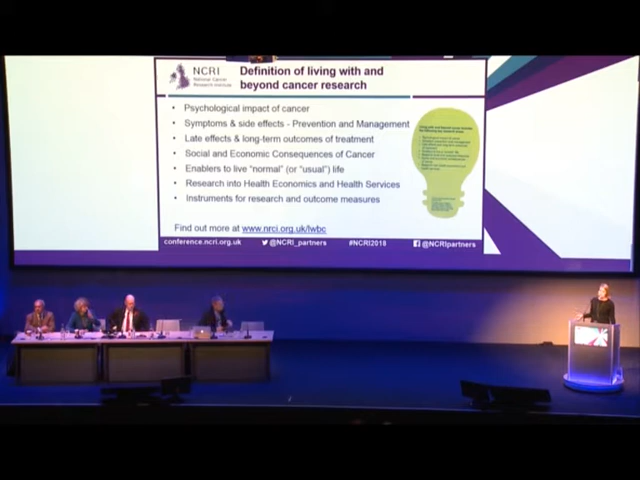 NCRI
National Cancer
Research Institute
Definition of living with and
beyond cancer research
• Psychological impact of cancer
• Symptoms & side effects - Prevention and Management
• Late effects & long-term outcomes of treatment
• Social and Economic Consequences of Cancer
• Enablers to live “normal” (or “usual”) life
• Research into Health Economics and Health Services
• Instruments for research and outcome measures
Find out more at www.ncri.org.uk/lwbc
conference.ncri.org.uk @NCRI_partners #NCRI2018 @NCRIpartners